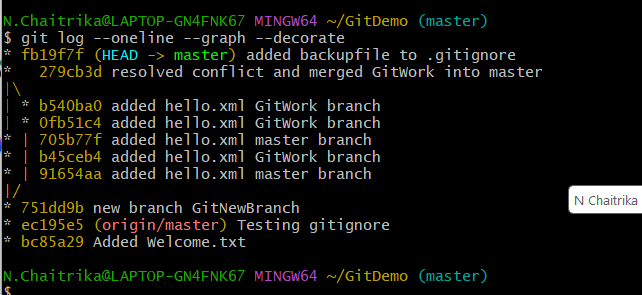 N.Chaitrika@LAPTOP-GN4FNK67 MINGW64 ~/GitDemo (master)
$ git log --oneline --graph --decorate
* fb19f7f (HEAD -> master) added backupfile to .gitignore
*   279cb3d resolved conflict and merged GitWork into master
|\
| * b540ba0 added hello.xml GitWork branch
| * 0fb51c4 added hello.xml GitWork branch
* | 705b77f added hello.xml master branch
* | b45ceb4 added hello.xml GitWork branch
* | 91654aa added hello.xml master branch
|/
* 751dd9b new branch GitNewBranch
* ec195e5 (origin/master) Testing gitignore
* bc85a29 Added Welcome.txt
N Chaitrika
N.Chaitrika@LAPTOP-GN4FNK67 MINGW64 ~/GitDemo (master)
$